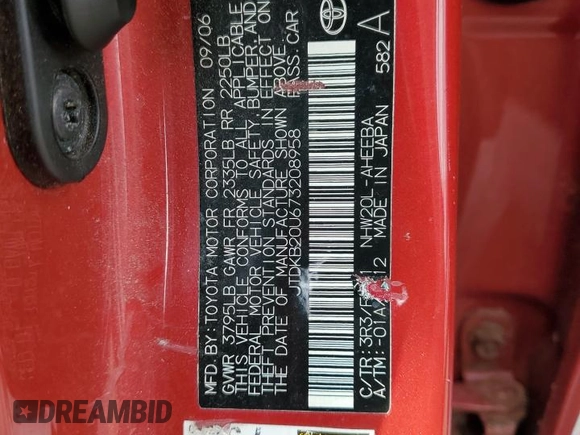 MFD. BY: TOYOTA MOTOR CORPORATION 09/06
GVWR 3795LB GAWR FR 2335LB RR 2250LB
THIS VEHICLE CONFORMS TO ALL APPLICABLE
FEDERAL MOTOR VEHICLE SAFETY, BUMPER, AND
THEFT PREVENTION STANDARDS IN EFFECT ON
THE DATE OF MANUFACTURE SHOWN ABOVE.
JTDKB20U673208958 PASS. CAR
C/TR: 3R3/ 12 NHW20L-AHEEBA
A/TM: -01A/ MADE IN JAPAN 582 A
DREAMBID